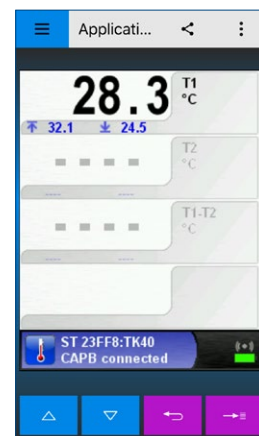 Applicati...
28.3 T1
°C
32.1 24.5
---- T2
°C
---- ----
---- T1-T2
°C
---- ----
ST 23FF8:TK40
CAPB connected